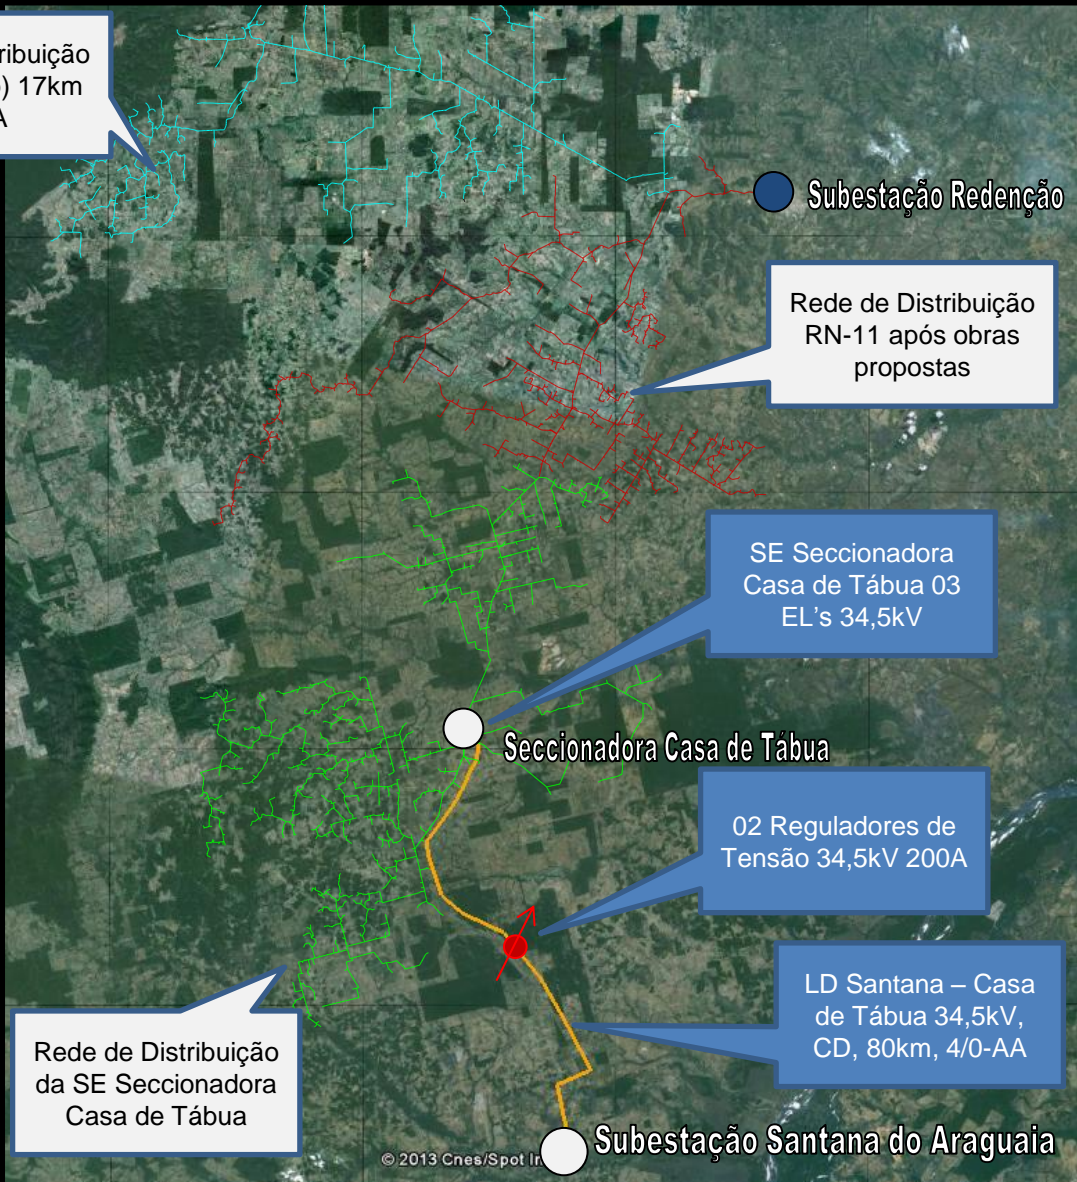 ribuição
) 17km
A
Subestação Redenção
Rede de Distribuição
RN-11 após obras
propostas
SE Seccionadora
Casa de Tábua 03
EL's 34,5kV
Seccionadora Casa de Tábua
02 Reguladores de
Tensão 34,5kV 200A
LD Santana – Casa
de Tábua 34,5kV,
CD, 80km, 4/0-AA
Rede de Distribuição
da SE Seccionadora
Casa de Tábua
Subestação Santana do Araguaia
© 2013 Cnes/Spot I